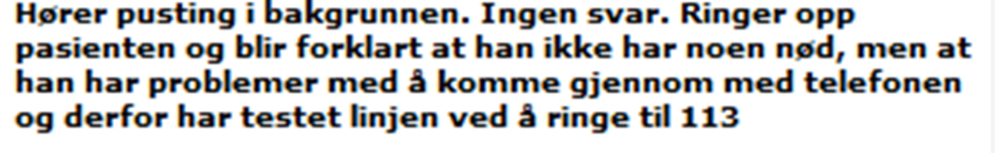 Hører pusting i bakgrunnen. Ingen svar. Ringer opp
pasienten og blir forklart at han ikke har noen nød, men at
han har problemer med å komme gjennom med telefonen
og derfor har testet linjen ved å ringe til 113